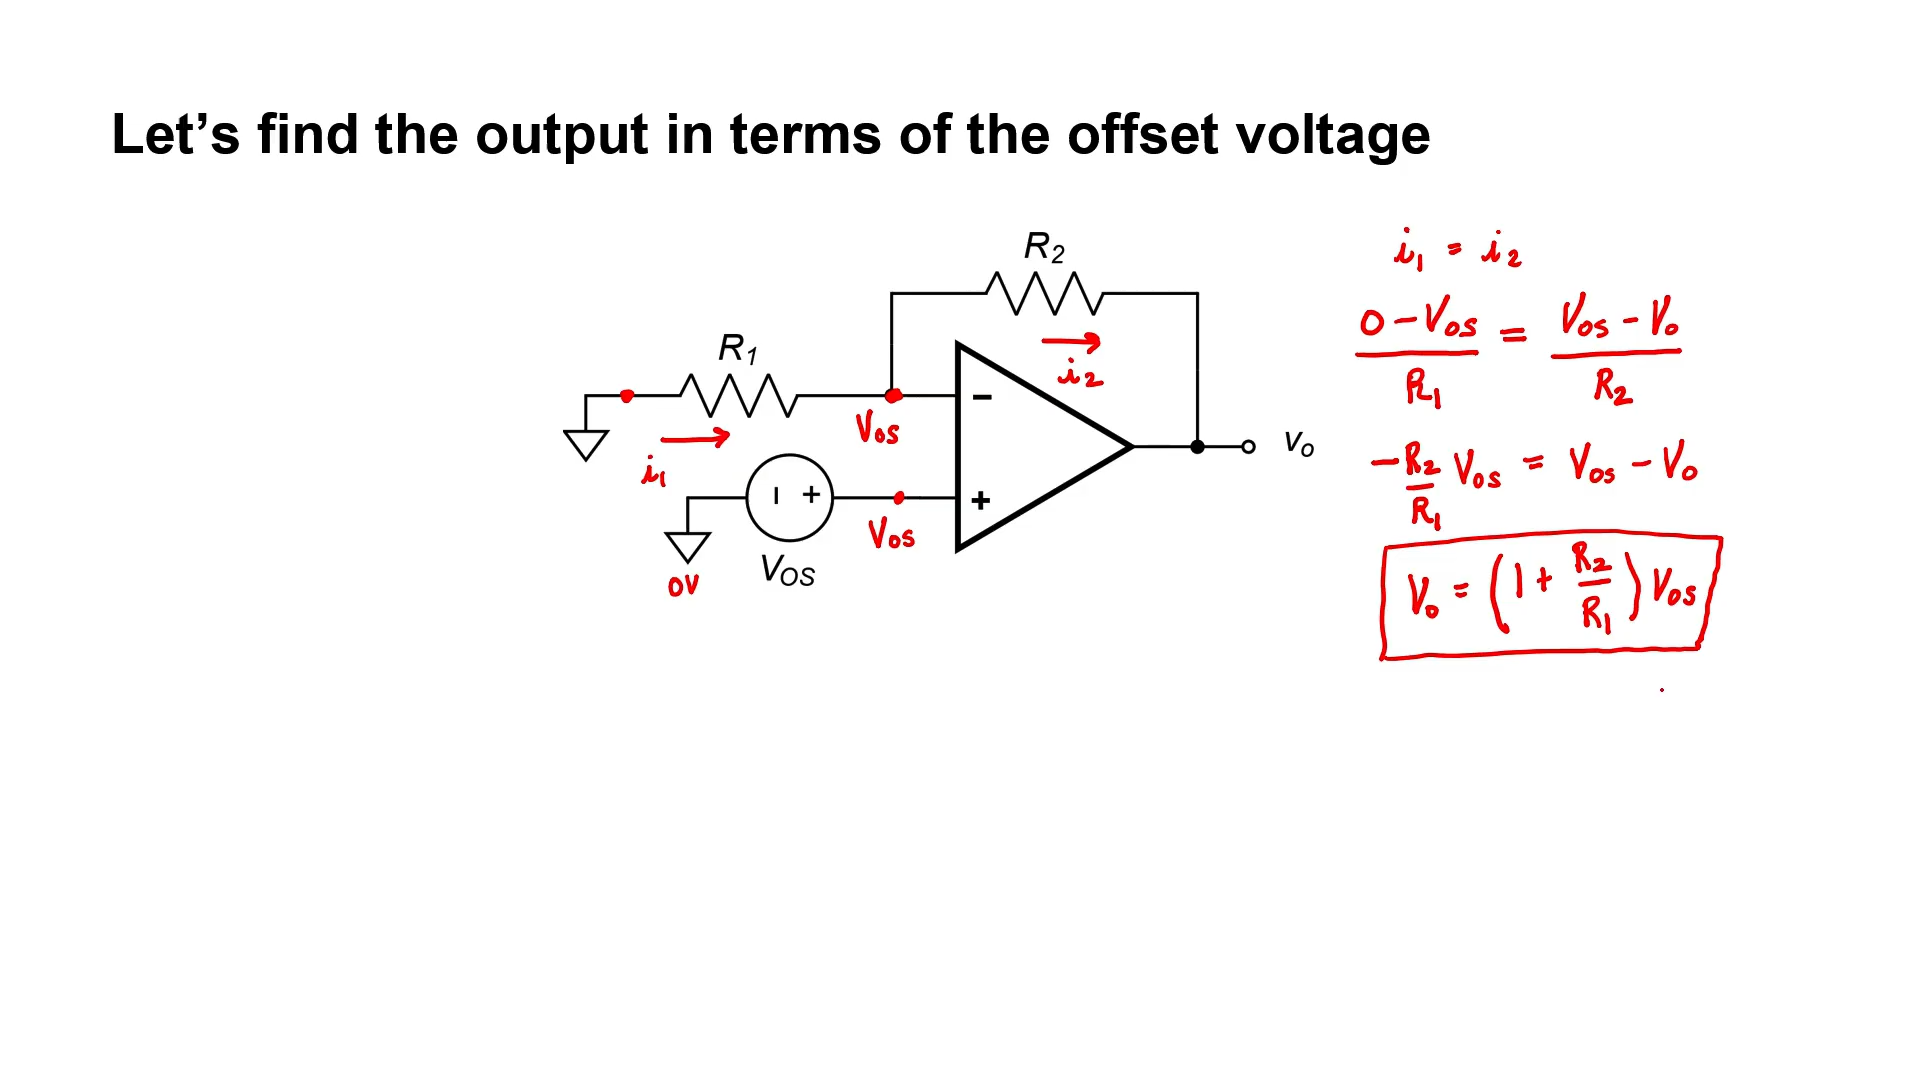 Let’s find the output in terms of the offset voltage
R2
i1 = i2
0 - Vos / R1 = Vos - Vo / R2
R1
i2
Vos
− 
vo
i1
- R2/R1 Vos = Vos - Vo
− +
+
Vos
VOS
0V
Vo = (1 + R2/R1) Vos